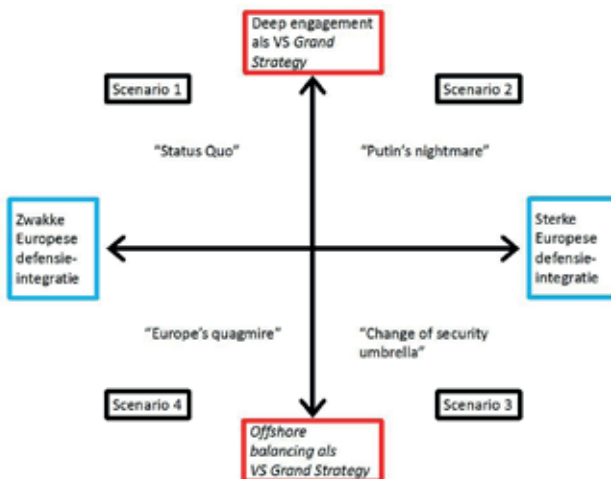 Deep engagement
als VS Grand
Strategy
Scenario 1
Scenario 2
"Status Quo"
"Putin's nightmare"
Zwakke
Europese
defensie-
integratie
Sterke
Europese
defensie-
integratie
"Europe's quagmire"
"Change of security
umbrella"
Scenario 4
Scenario 3
Offshore
balancing als
VS Grand Strategy